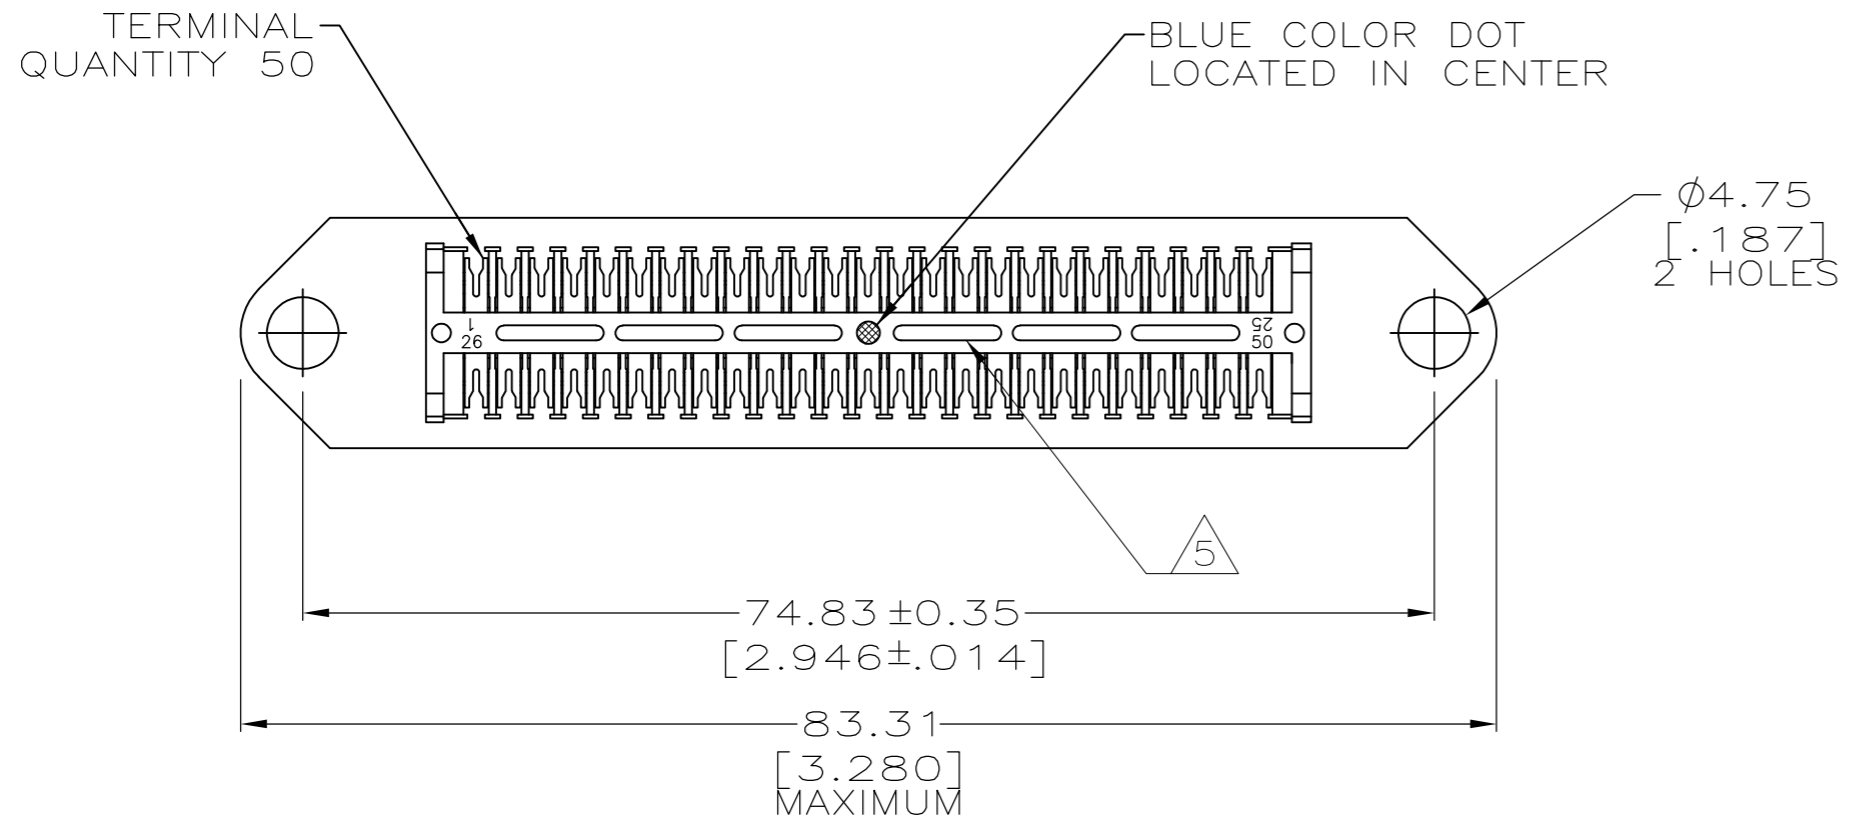 TERMINAL
QUANTITY 50
BLUE COLOR DOT
LOCATED IN CENTER
Ø4.75
[.187]
2 HOLES
1
26
25
50
5
74.83±0.35
[2.946±.014]
83.31
[3.280]
MAXIMUM